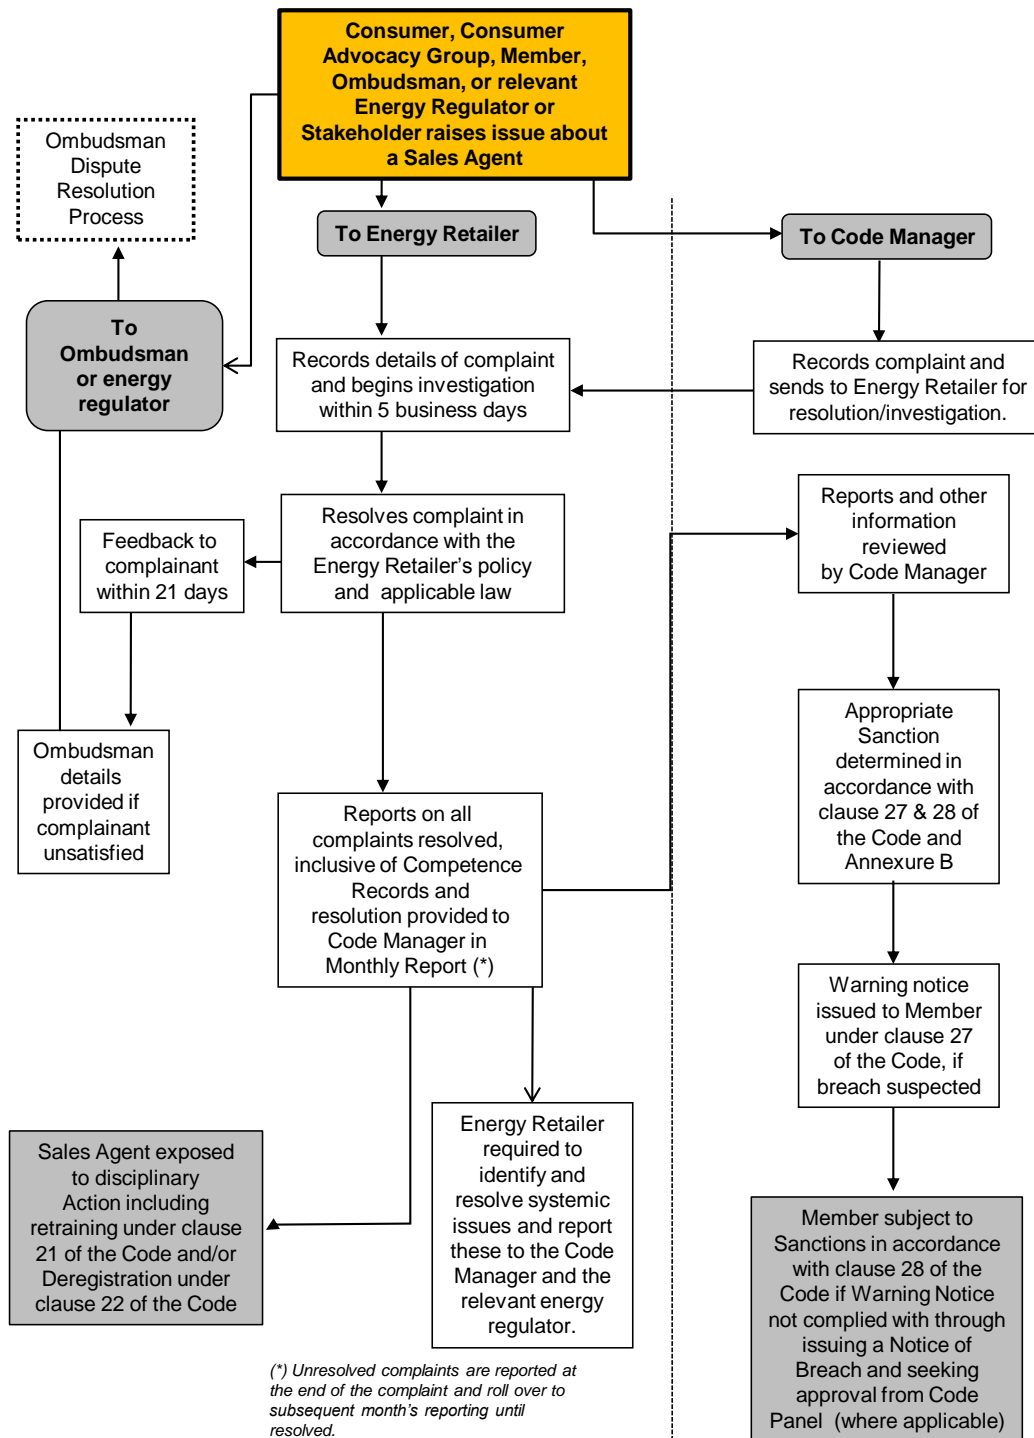 Consumer, Consumer
Advocacy Group, Member,
Ombudsman, or relevant
Energy Regulator or
Stakeholder raises issue about
a Sales Agent
Ombudsman
Dispute
Resolution
Process
To Energy Retailer
To Code Manager
To
Ombudsman
or energy
regulator
Records details of complaint
and begins investigation
within 5 business days
Records complaint and
sends to Energy Retailer for
resolution/investigation.
Feedback to
complainant
within 21 days
Resolves complaint in
accordance with the
Energy Retailer’s policy
and applicable law
Reports and other
information
reviewed
by Code Manager
Ombudsman
details
provided if
complainant
unsatisfied
Reports on all
complaints resolved,
inclusive of Competence
Records and
resolution provided to
Code Manager in
Monthly Report (*)
Appropriate
Sanction
determined in
accordance with
clause 27 & 28 of
the Code and
Annexure B
Warning notice
issued to Member
under clause 27
of the Code, if
breach suspected
Sales Agent exposed
to disciplinary
Action including
retraining under clause
21 of the Code and/or
Deregistration under
clause 22 of the Code
Energy Retailer
required to
identify and
resolve systemic
issues and report
these to the Code
Manager and the
relevant energy
regulator.
Member subject to
Sanctions in accordance
with clause 28 of the
Code if Warning Notice
not complied with through
issuing a Notice of
Breach and seeking
approval from Code
Panel (where applicable)
(*) Unresolved complaints are reported at
the end of the complaint and roll over to
subsequent month’s reporting until
resolved.